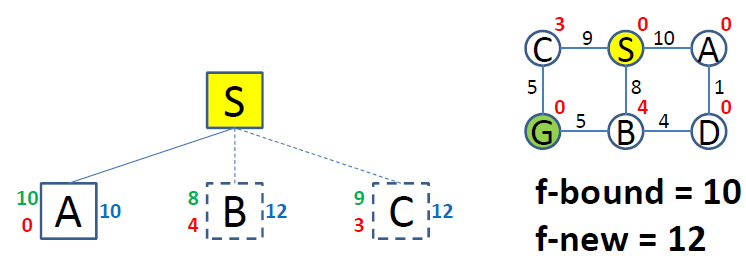 S
10 A 10
0
8 B 12
4
9 C 12
3
3 0 0
C 9 S 10 A
5 8 1
0 4 0
G 5 B 4 D
f-bound = 10
f-new = 12